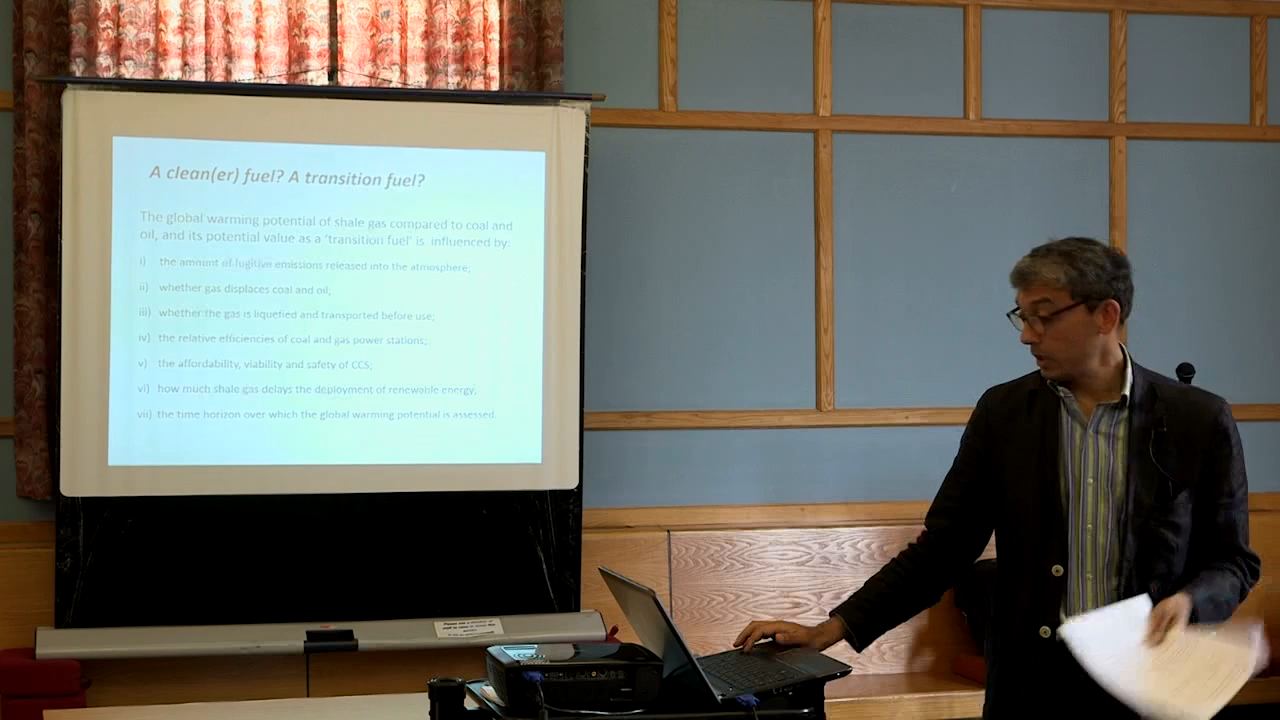 A clean(er) fuel? A transition fuel?
The global warming potential of shale gas compared to coal and
oil, and its potential value as a 'transition fuel' is influenced by:
i) the amount of fugitive emissions released into the atmosphere;
ii) whether gas displaces coal and oil;
iii) whether the gas is liquefied and transported before use;
iv) the relative efficiencies of coal and gas power stations;
v) the affordability, viability and safety of CCS;
vi) how much shale gas delays the deployment of renewable energy;
vii) the time horizon over which the global warming potential is assessed.